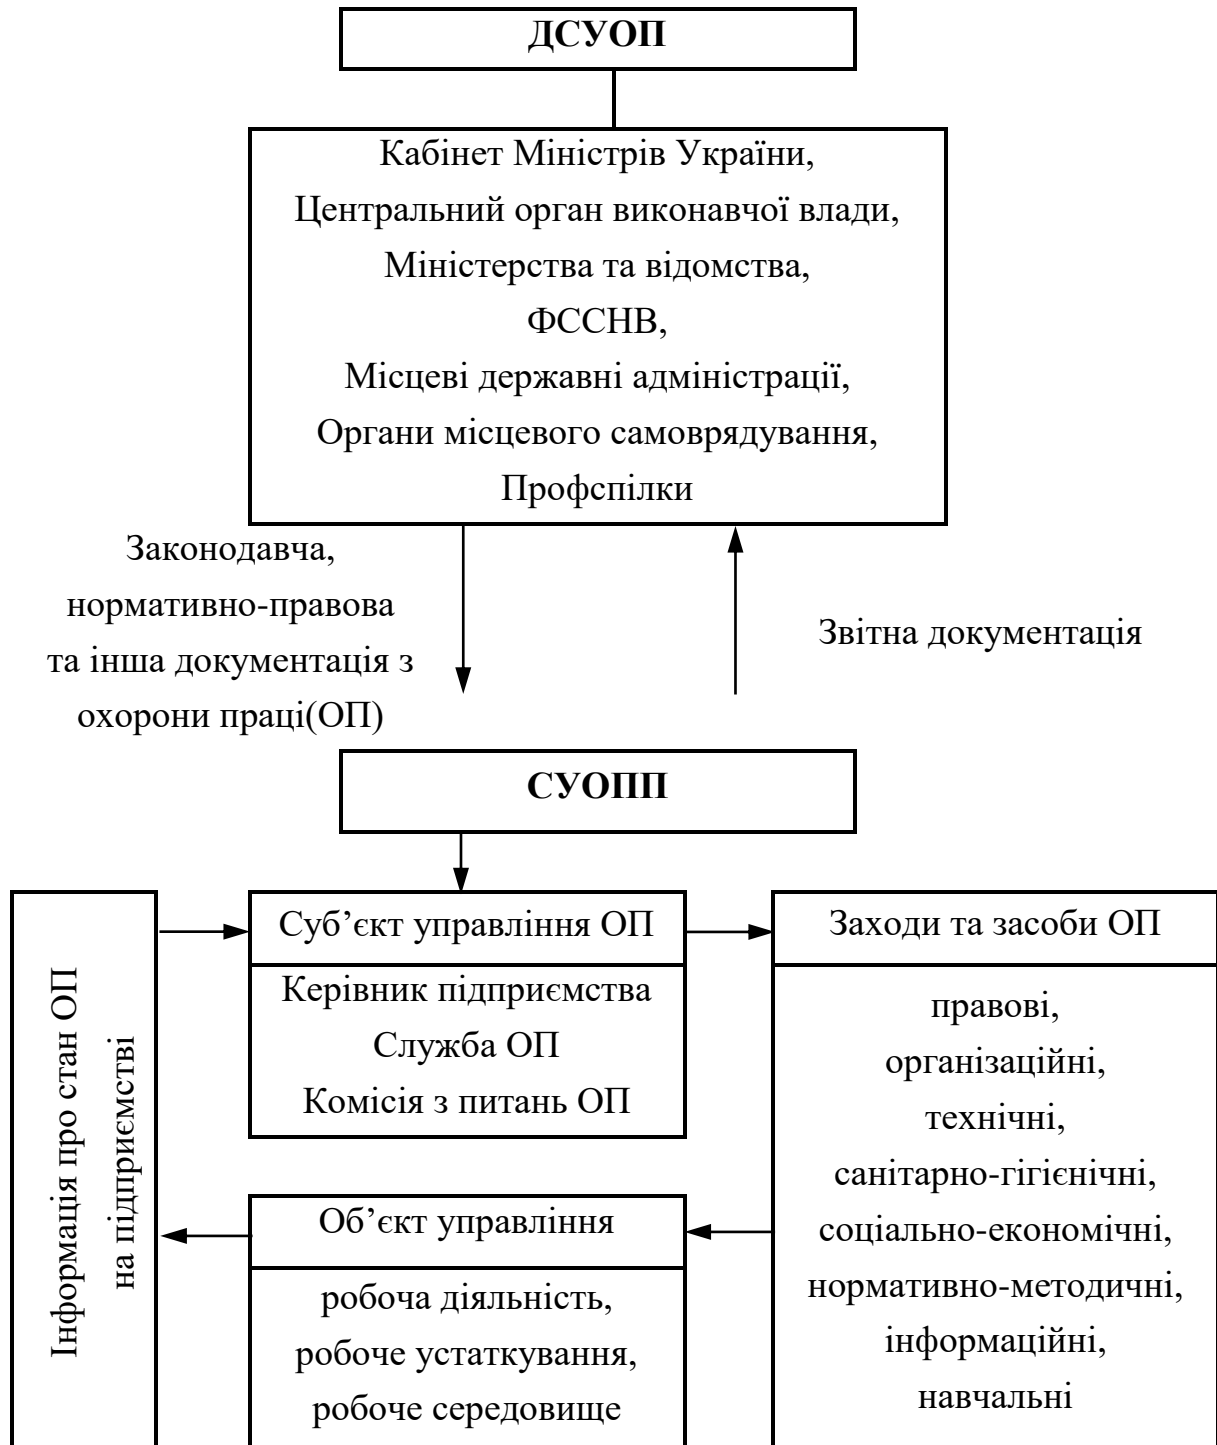 ДСУОП
Кабінет Міністрів України,
Центральний орган виконавчої влади,
Міністерства та відомства,
ФССНВ,
Місцеві державні адміністрації,
Органи місцевого самоврядування,
Профспілки
Законодавча,
нормативно-правова
та інша документація з
охорони праці(ОП)
Звітна документація
СУОПП
Інформація про стан ОП
на підприємстві
Суб’єкт управління ОП
Керівник підприємства
Служба ОП
Комісія з питань ОП
Заходи та засоби ОП
правові,
організаційні,
технічні,
санітарно-гігієнічні,
соціально-економічні,
нормативно-методичні,
інформаційні,
навчальні
Об’єкт управління
робоча діяльність,
робоче устаткування,
робоче середовище